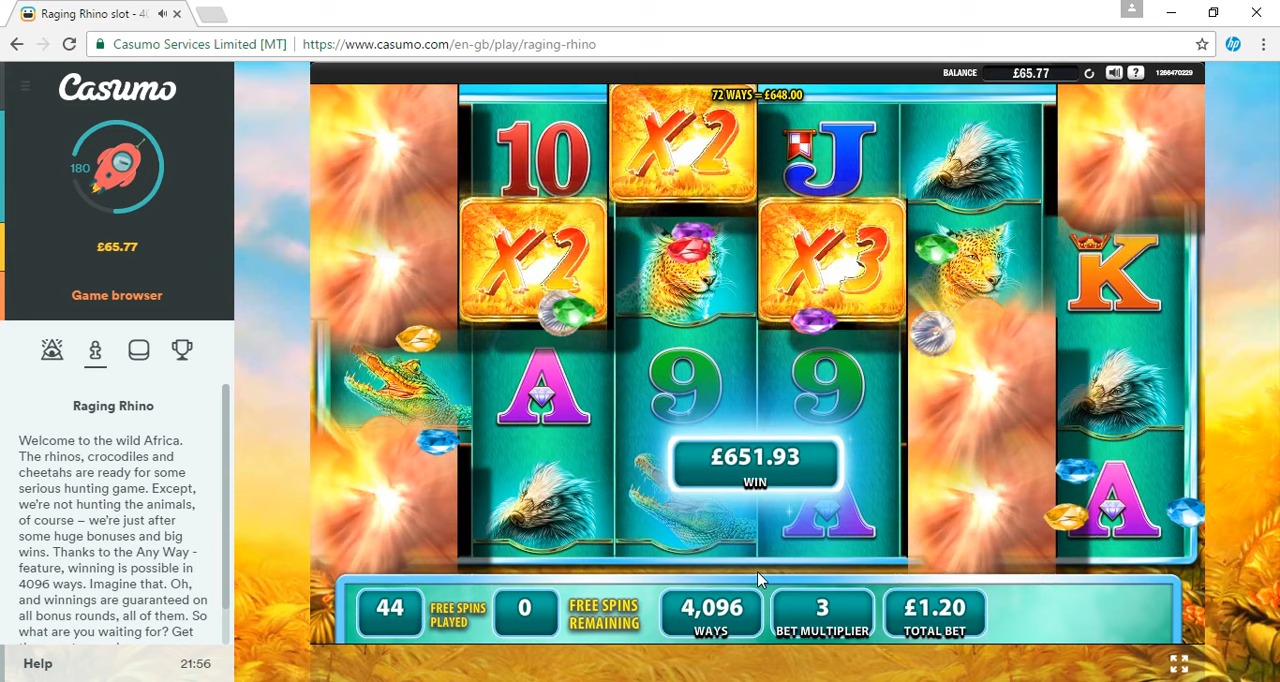 Raging Rhino slot - 4
Casumo Services Limited [MT]
https://www.casumo.com/en-gb/play/raging-rhino
hp
Casumo
180
£65.77
Game browser
Raging Rhino
Welcome to the wild Africa.
The rhinos, crocodiles and
cheetahs are ready for some
serious hunting game. Except,
we're not hunting the animals,
of course – we're just after
some huge bonuses and big
wins. Thanks to the Any Way -
feature, winning is possible in
4096 ways. Imagine that. Oh,
and winnings are guaranteed on
all bonus rounds, all of them. So
what are you waiting for? Get
Help
21:56
BALANCE
£65.77
?
1266470229
72 WAYS = £648.00
10
X2
J
X2
X3
K
A
9
9
£651.93
WIN
A
A
44
FREE SPINS
PLAYED
0
FREE SPINS
REMAINING
4,096
WAYS
3
BET MULTIPLIER
£1.20
TOTAL BET